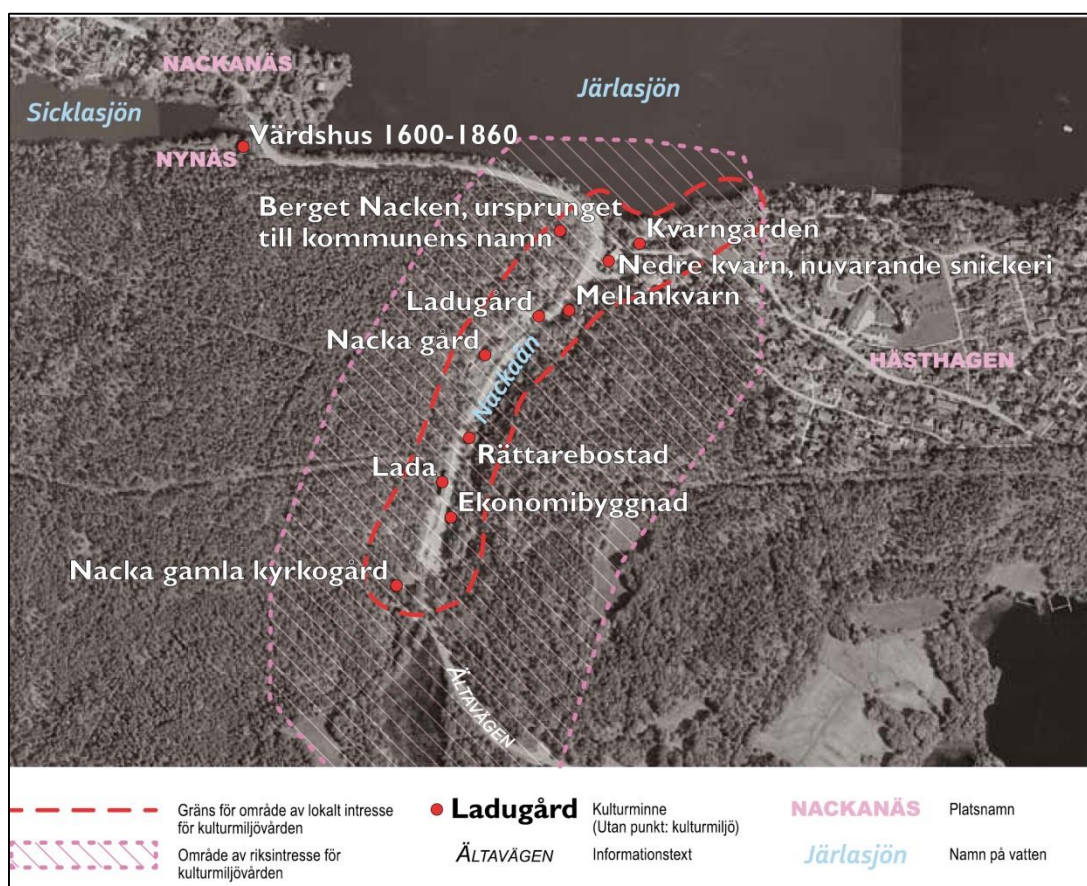 NACKANÄS
Järlasjön
Sicklasjön
Värdshus 1600-1860
NYNÄS
Berget Nacken, ursprunget
till kommunens namn
Kvarngården
Nedre kvarn, nuvarande snickeri
Ladugård
Mellankvarn
Nacka gård
Nackaån
HÄSTHAGEN
Rättarebostad
Lada
Ekonomibyggnad
Nacka gamla kyrkogård
ÄLTAVÄGEN
Gräns för område av lokalt intresse
för kulturmiljövården
Område av riksintresse för
kulturmiljövården
Ladugård
Kulturminne
(Utan punkt: kulturmiljö)
ÄLTAVÄGEN
Informationstext
NACKANÄS
Platsnamn
Järlasjön
Namn på vatten